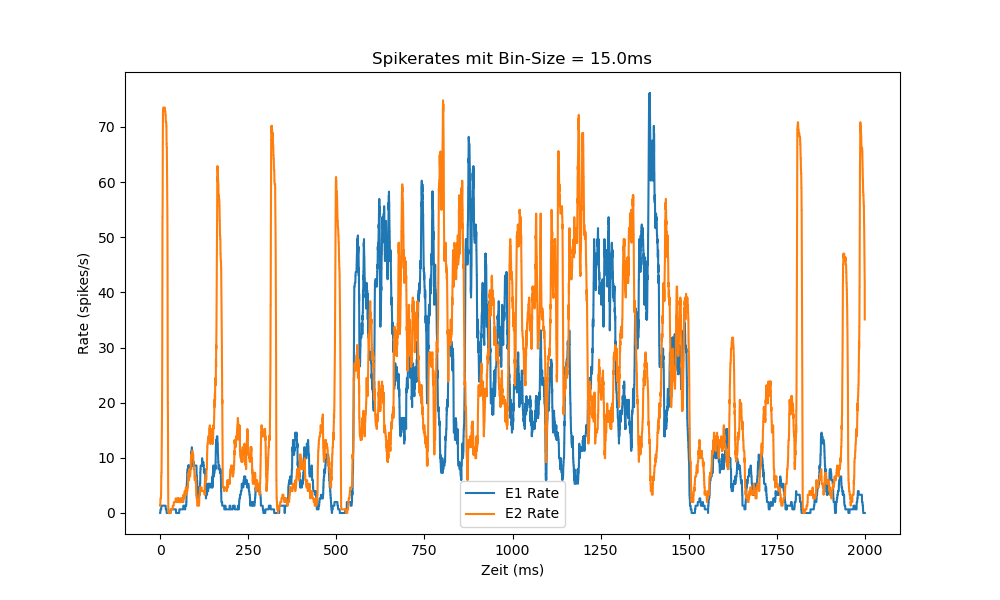 Spikerates mit Bin-Size = 15.0ms
Rate (spikes/s)
70
60
50
40
30
20
10
0
E1 Rate
E2 Rate
0 250 500 750 1000 1250 1500 1750 2000
Zeit (ms)